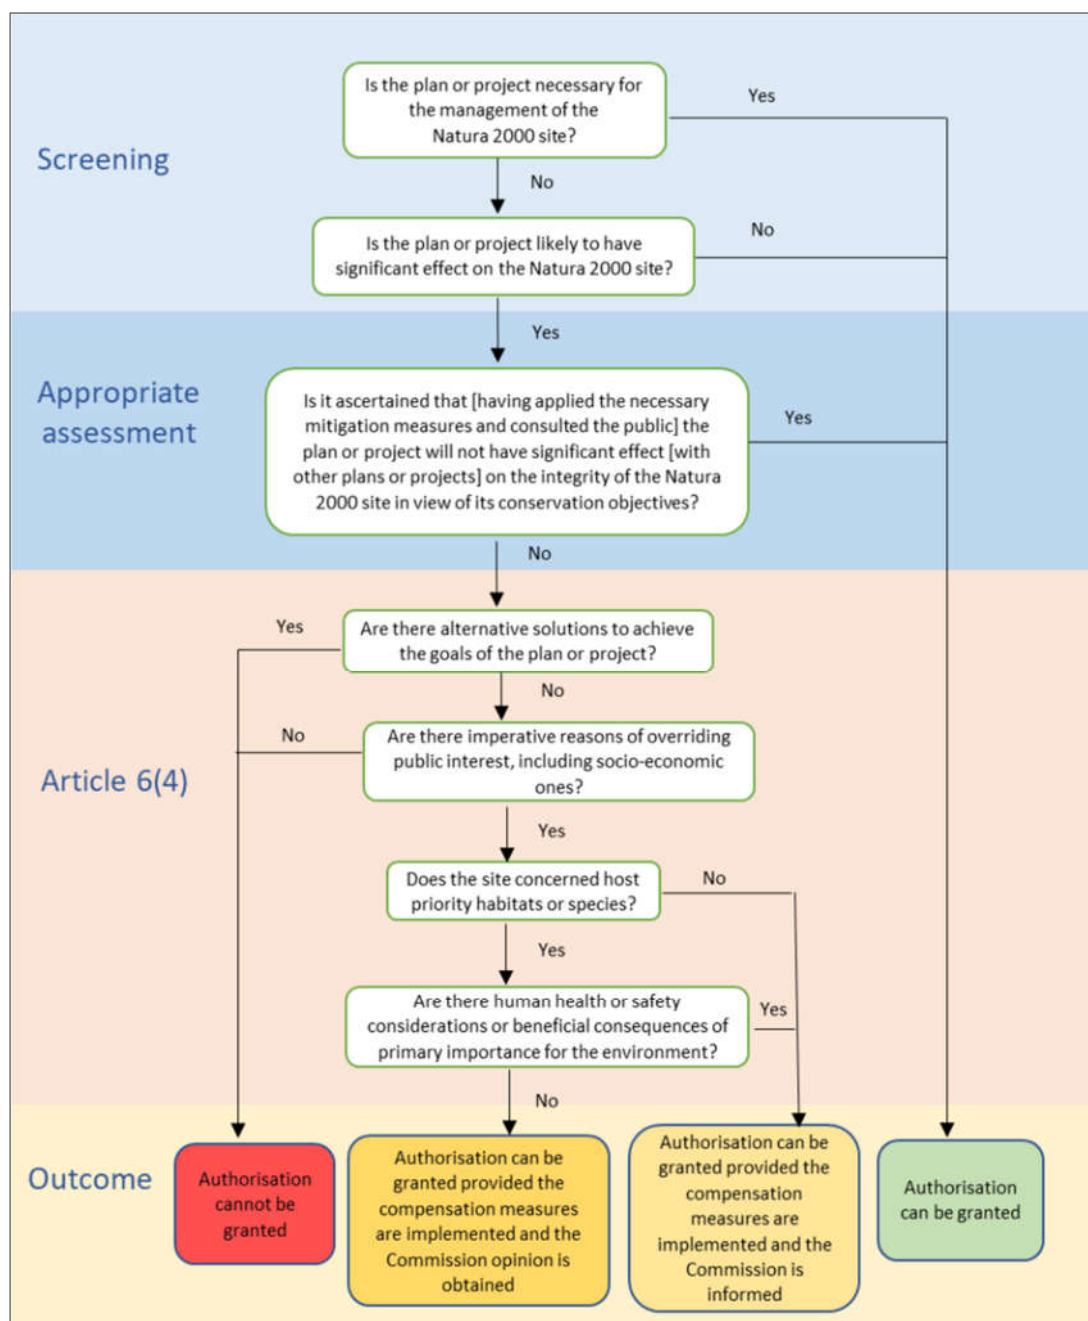 Is the plan or project necessary for
the management of the
Natura 2000 site?
Yes
Screening
No
Is the plan or project likely to have
significant effect on the Natura 2000 site?
No
Yes
Appropriate
assessment
Is it ascertained that [having applied the necessary
mitigation measures and consulted the public] the
plan or project will not have significant effect [with
other plans or projects] on the integrity of the Natura
2000 site in view of its conservation objectives?
Yes
No
Yes
Are there alternative solutions to achieve
the goals of the plan or project?
No
No
Are there imperative reasons of overriding
public interest, including socio-economic
ones?
Article 6(4)
Yes
Does the site concerned host
priority habitats or species?
No
Yes
Are there human health or safety
considerations or beneficial consequences of
primary importance for the environment?
Yes
No
Outcome
Authorisation
cannot be
granted
Authorisation can be
granted provided the
compensation measures
are implemented and the
Commission opinion is
obtained
Authorisation can be
granted provided the
compensation
measures are
implemented and the
Commission is
informed
Authorisation
can be granted